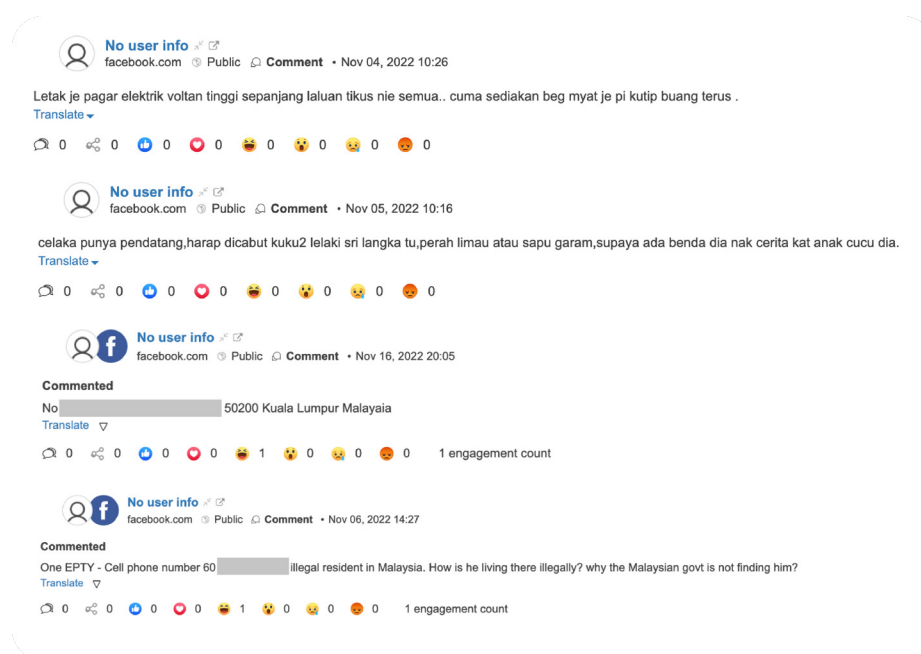 No user info
facebook.com Public Comment • Nov 04, 2022 10:26
Letak je pagar elektrik voltan tinggi sepanjang laluan tikus nie semua.. cuma sediakan beg myat je pi kutip buang terus .
Translate
0 0 0 0 0 0 0 0
No user info
facebook.com Public Comment • Nov 05, 2022 10:16
celaka punya pendatang,harap dicabut kuku2 lelaki sri langka tu,perah limau atau sapu garam,supaya ada benda dia nak cerita kat anak cucu dia.
Translate
0 0 0 0 0 0 0 0
No user info
facebook.com Public Comment • Nov 16, 2022 20:05
Commented
No 50200 Kuala Lumpur Malayaia
Translate
0 0 0 0 1 0 0 0 1 engagement count
No user info
facebook.com Public Comment • Nov 06, 2022 14:27
Commented
One EPTY - Cell phone number 60 illegal resident in Malaysia. How is he living there illegally? why the Malaysian govt is not finding him?
Translate
0 0 0 0 1 0 0 0 1 engagement count